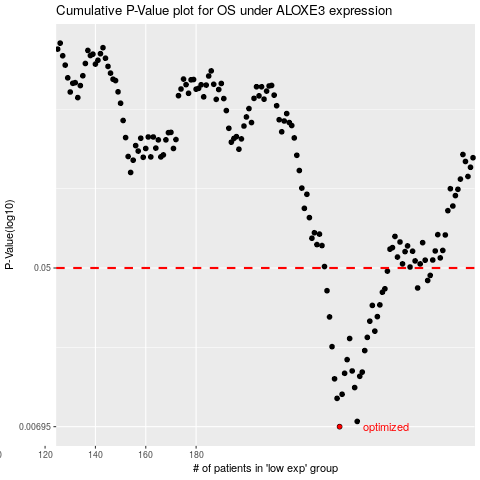 Cumulative P-Value plot for OS under ALOXE3 expression
P-Value(log10)
0.05
0.00695
optimized
0 120 140 160 180
# of patients in 'low exp' group